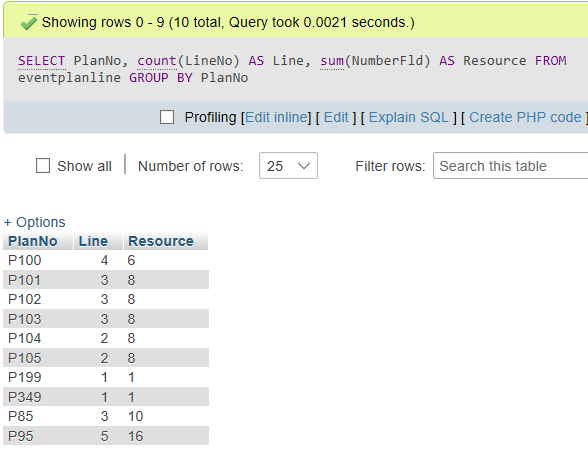 Showing rows 0 - 9 (10 total, Query took 0.0021 seconds.)
SELECT PlanNo, count(LineNo) AS Line, sum(NumberFld) AS Resource FROM
eventplanline GROUP BY PlanNo
Profiling [Edit inline] [ Edit ] [ Explain SQL ] [ Create PHP code ]
Show all Number of rows: 25 Filter rows: Search this table
+ Options
PlanNo Line Resource
P100 4 6
P101 3 8
P102 3 8
P103 3 8
P104 2 8
P105 2 8
P199 1 1
P349 1 1
P85 3 10
P95 5 16